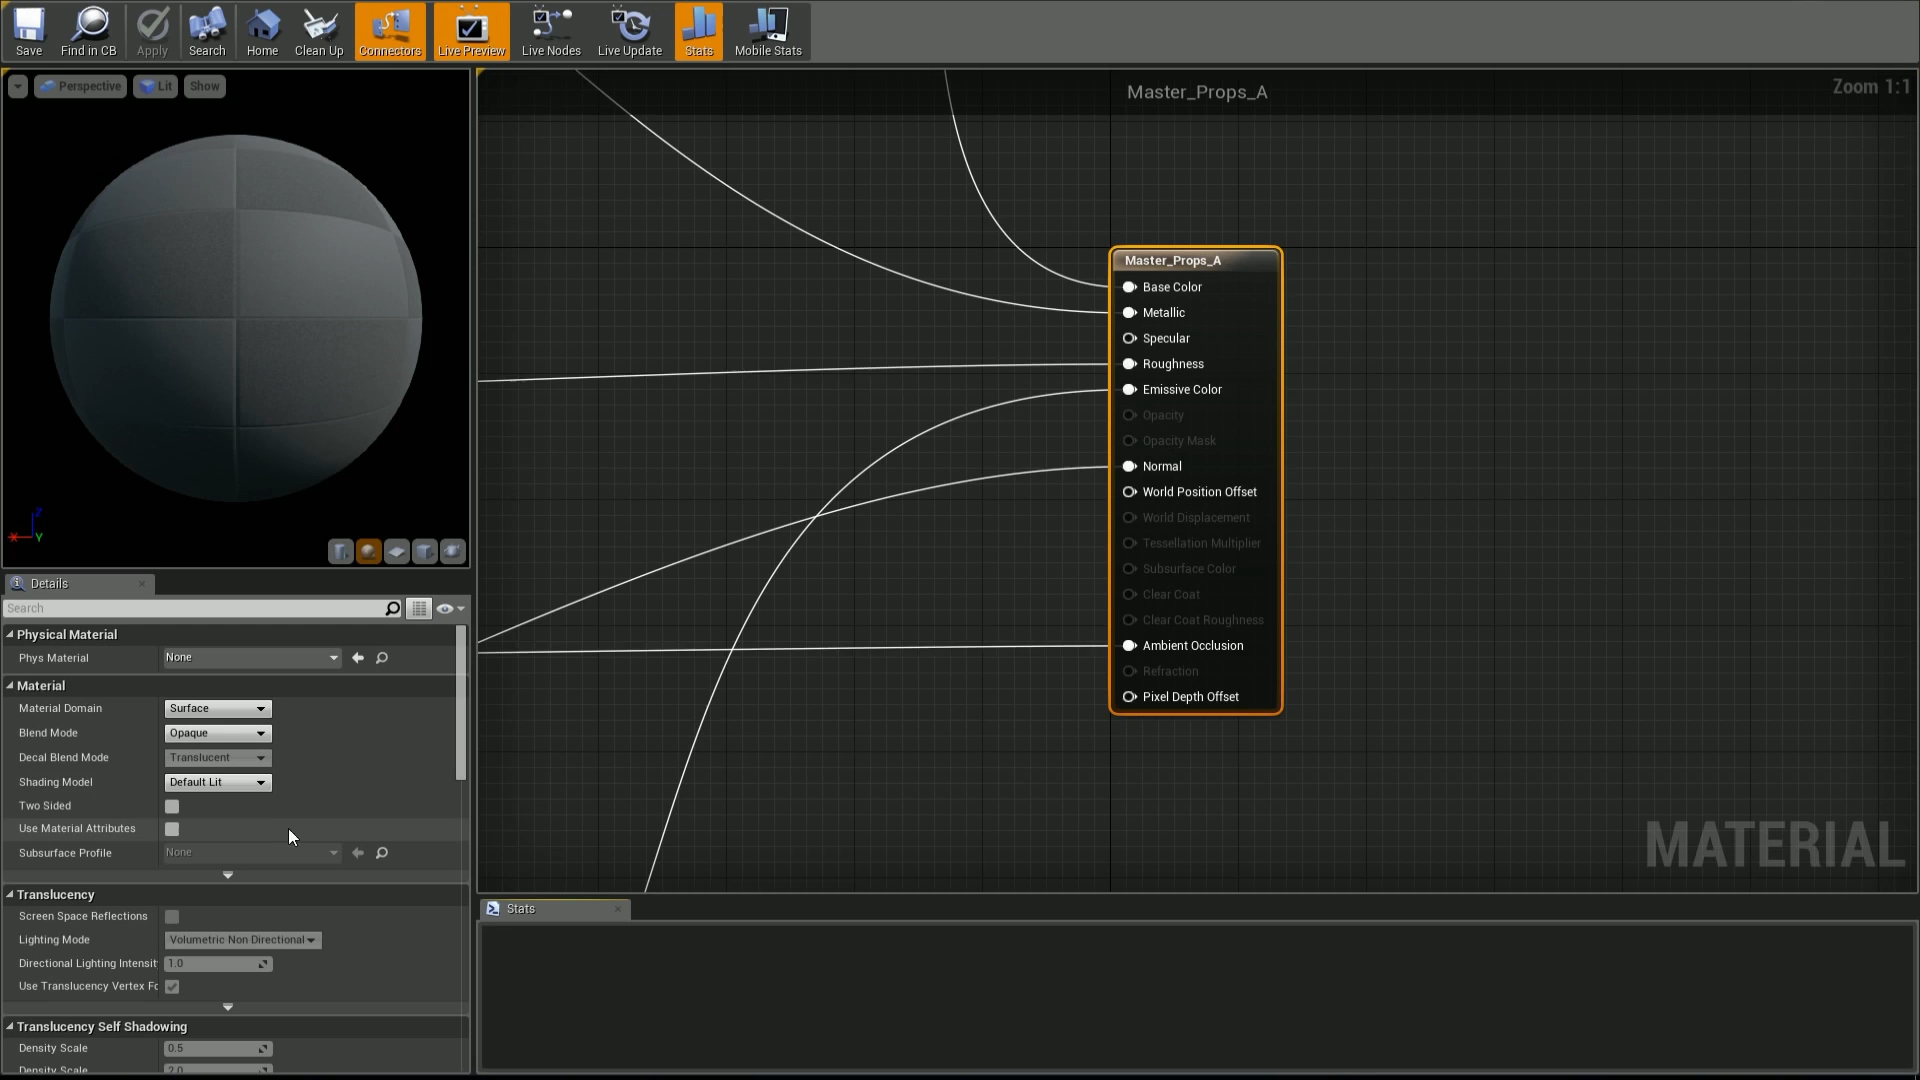 Save
Find in CB
Apply
Search
Home
Clean Up
Connectors
Live Preview
Live Nodes
Live Update
Stats
Mobile Stats
Perspective
Lit
Show
Z
X
Y
Master_Props_A
Zoom 1:1
Master_Props_A
Base Color
Metallic
Specular
Roughness
Emissive Color
Opacity
Opacity Mask
Normal
World Position Offset
World Displacement
Tessellation Multiplier
Subsurface Color
Clear Coat
Clear Coat Roughness
Ambient Occlusion
Refraction
Pixel Depth Offset
MATERIAL
Details
Search
Physical Material
Phys Material None
Material
Material Domain Surface
Blend Mode Opaque
Decal Blend Mode Translucent
Shading Model Default Lit
Two Sided
Use Material Attributes
Subsurface Profile None
Translucency
Screen Space Reflections
Lighting Mode Volumetric Non Directional
Directional Lighting Intensit 1.0
Use Translucency Vertex Fo
Translucency Self Shadowing
Density Scale 0.5
Density Scale 2.0
Stats